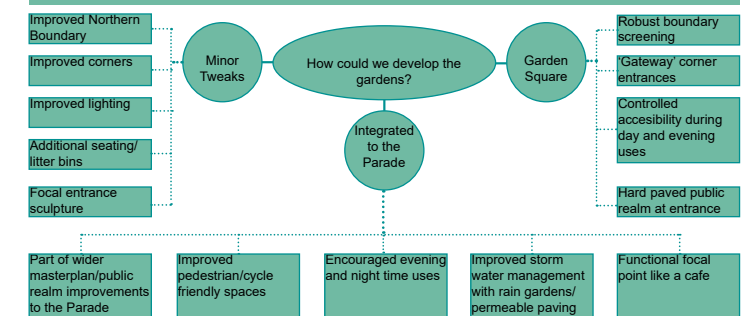 How could we develop the
gardens?
Minor
Tweaks
Improved Northern
Boundary
Improved corners
Improved lighting
Additional seating/
litter bins
Focal entrance
sculpture
Garden
Square
Robust boundary
screening
‘Gateway’ corner
entrances
Controlled
accesibility during
day and evening
uses
Hard paved public
realm at entrance
Integrated
to the
Parade
Part of wider
masterplan/public
realm improvements
to the Parade
Improved
pedestrian/cycle
friendly spaces
Encouraged evening
and night time uses
Improved storm
water management
with rain gardens/
permeable paving
Functional focal
point like a cafe